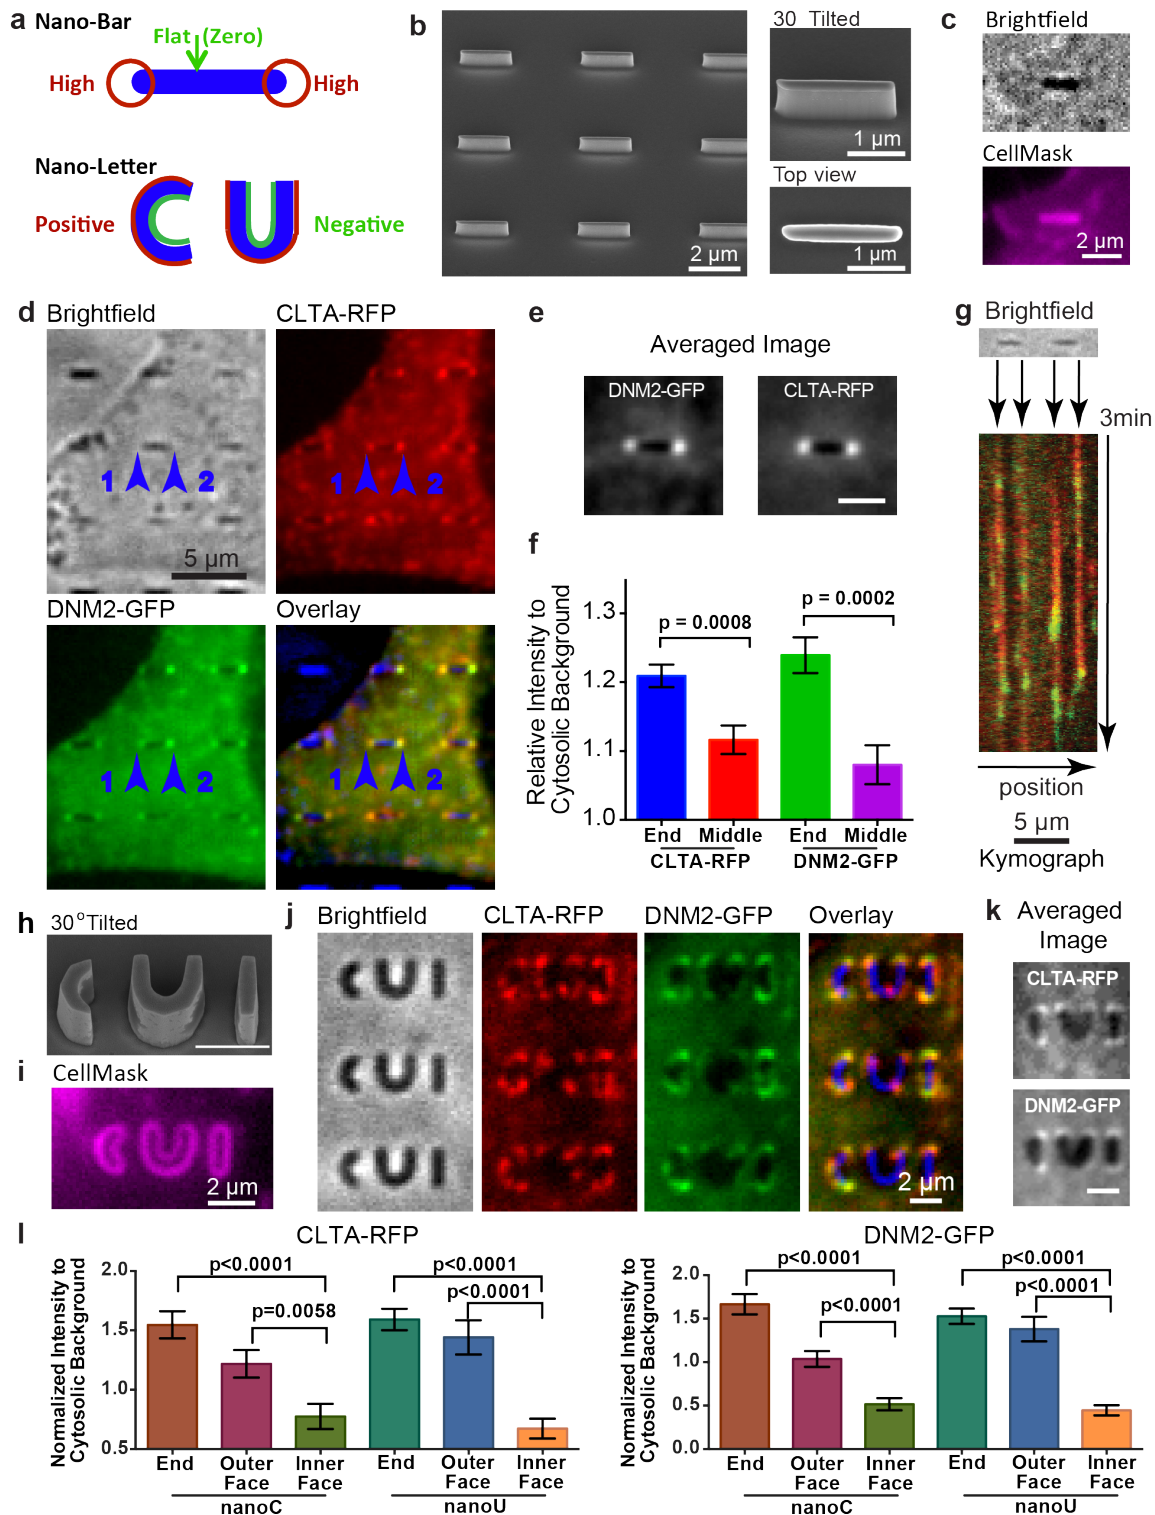 a Nano-Bar
Flat (Zero)
High
High
Nano-Letter
Positive
Negative
b
2 µm
30 Tilted
1 µm
Top view
1 µm
c Brightfield
CellMask
2 µm
d Brightfield
CLTA-RFP
1 2
1 2
5 µm
DNM2-GFP
Overlay
1 2
1 2
e
Averaged Image
DNM2-GFP
CLTA-RFP
f
Relative Intensity to
Cytosolic Background
1.3
1.2
1.1
1.0
p = 0.0008
p = 0.0002
End Middle End Middle
CLTA-RFP DNM2-GFP
g Brightfield
3min
position
5 µm
Kymograph
h 30°Tilted
i CellMask
2 µm
j Brightfield
CLTA-RFP
DNM2-GFP
Overlay
2 µm
k Averaged
Image
CLTA-RFP
DNM2-GFP
l
CLTA-RFP
Normalized Intensity to
Cytosolic Background
2.0
1.5
1.0
0.5
p<0.0001
p=0.0058
p<0.0001
p<0.0001
End Outer Inner End Outer Inner
Face Face Face Face
nanoC nanoU
DNM2-GFP
Normalized Intensity to
Cytosolic Background
2.0
1.5
1.0
0.5
0.0
p<0.0001
p<0.0001
p<0.0001
p<0.0001
End Outer Inner End Outer Inner
Face Face Face Face
nanoC nanoU